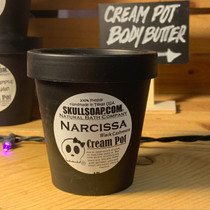 CREAM POT
BODY BUTTER
SKULLSOAP.COM
NATURAL BATH COMPANY
NARCISSA
Black Cashmere
Cream Pot